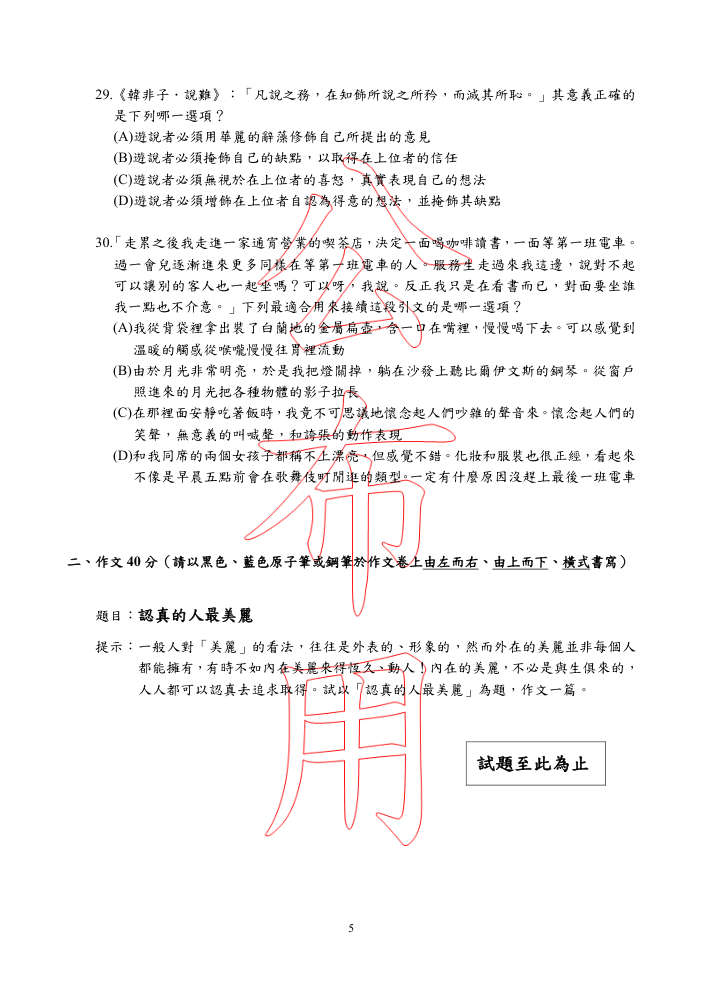 29.《韓非子．說難》：「凡說之務，在知飾所說之所矜，而滅其所恥。」其意義正確的
是下列哪一選項？
(A)遊說者必須用華麗的辭藻修飾自己所提出的意見
(B)遊說者必須掩飾自己的缺點，以取得在上位者的信任
(C)遊說者必須無視於在上位者的喜怒，真實表現自己的想法
(D)遊說者必須增飾在上位者自認為得意的想法，並掩飾其缺點
30.「走累之後我走進一家通宵營業的喫茶店，決定一面喝咖啡讀書，一面等第一班電車。
過一會兒逐漸進來更多同樣在等第一班電車的人。服務生走過來我這邊，說對不起
可以讓別的客人也一起坐嗎？可以呀，我說。反正我只是在看書而已，對面要坐誰
我一點也不介意。」下列最適合用來接續這段引文的是哪一選項？
(A)我從背袋裡拿出裝了白蘭地的金屬扁壺，含一口在嘴裡，慢慢喝下去。可以感覺到
溫暖的觸感從喉嚨慢慢往胃裡流動
(B)由於月光非常明亮，於是我把燈關掉，躺在沙發上聽比爾伊文斯的鋼琴。從窗戶
照進來的月光把各種物體的影子拉長
(C)在那裡面安靜吃著飯時，我竟不可思議地懷念起人們吵雜的聲音來。懷念起人們的
笑聲，無意義的叫喊聲，和誇張的動作表現
(D)和我同席的兩個女孩子都稱不上漂亮，但感覺不錯。化妝和服裝也很正經，看起來
不像是早晨五點前會在歌舞伎町閒逛的類型。一定有什麼原因沒趕上最後一班電車
二、作文 40 分（請以黑色、藍色原子筆或鋼筆於作文卷上由左而右、由上而下、橫式書寫）
題目：認真的人最美麗
提示：一般人對「美麗」的看法，往往是外表的、形象的，然而外在的美麗並非每個人
都能擁有，有時不如內在美麗來得恆久、動人！內在的美麗，不必是與生俱來的，
人人都可以認真去追求取得。試以「認真的人最美麗」為題，作文一篇。
試題至此為止
公
布
用
5